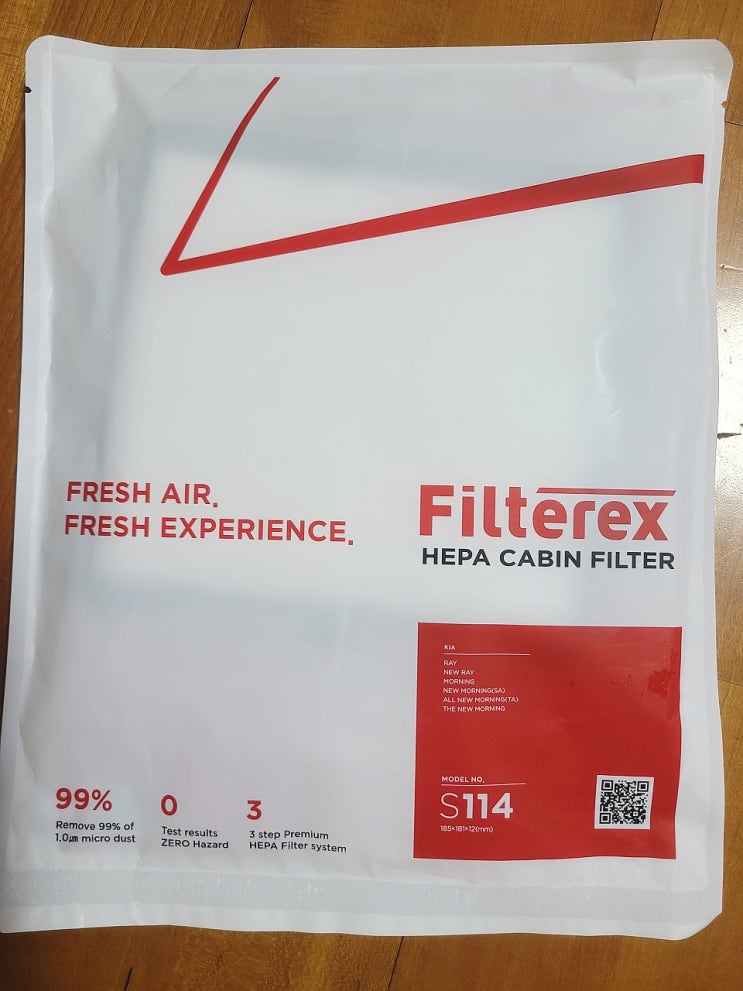 FRESH AIR.
FRESH EXPERIENCE.
Filterex
HEPA CABIN FILTER
KIA
RAY
NEW RAY
MORNING
NEW MORNING(SA)
ALL NEW MORNING(TA)
THE NEW MORNING
MODEL NO.
S114
185×181×12(mm)
99%
Remove 99% of
1.0㎛ micro dust
0
Test results
ZERO Hazard
3
3 step Premium
HEPA Filter system